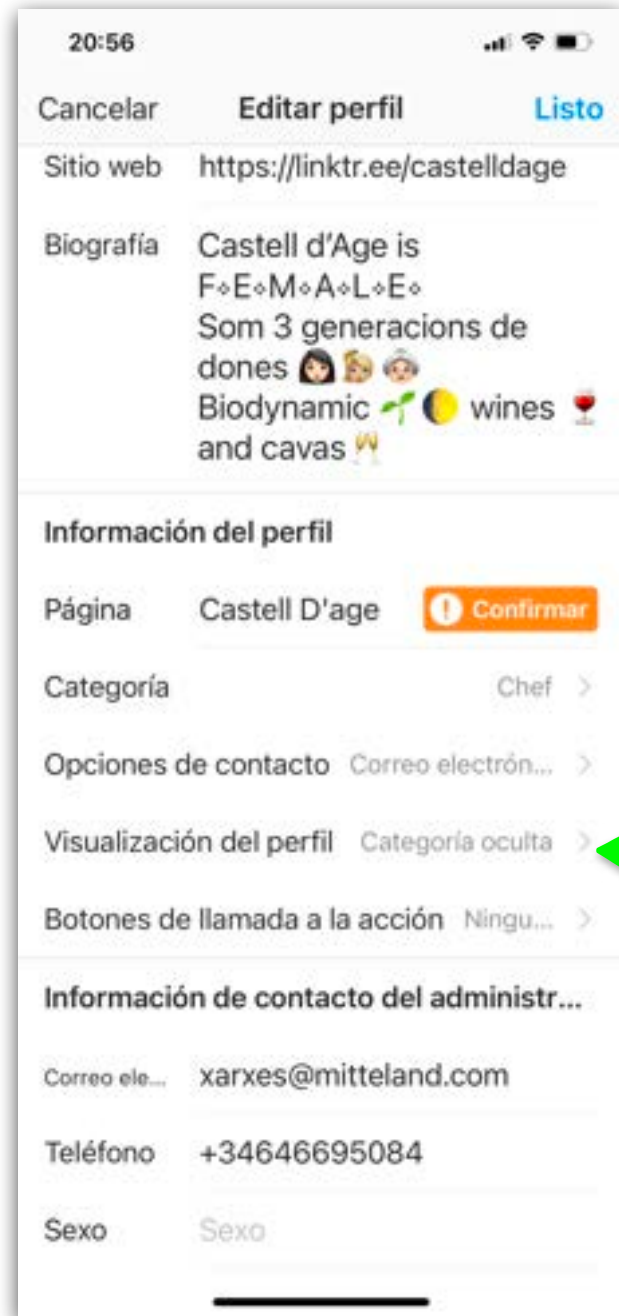 20:56
Cancelar Editar perfil Listo
Sitio web https://linktr.ee/castelldage
Biografía Castell d'Age is
F⋄E⋄M⋄A⋄L⋄E⋄
Som 3 generacions de
dones 👩🏻💁🏼👵🏻
Biodynamic 🌱🌓 wines 🍷
and cavas🥂
Información del perfil
Página Castell D'age ! Confirmar
Categoría Chef >
Opciones de contacto Correo electrón... >
Visualización del perfil Categoría oculta >
Botones de llamada a la acción Ningu... >
Información de contacto del administr...
Correo ele... xarxes@mitteland.com
Teléfono +34646695084
Sexo Sexo